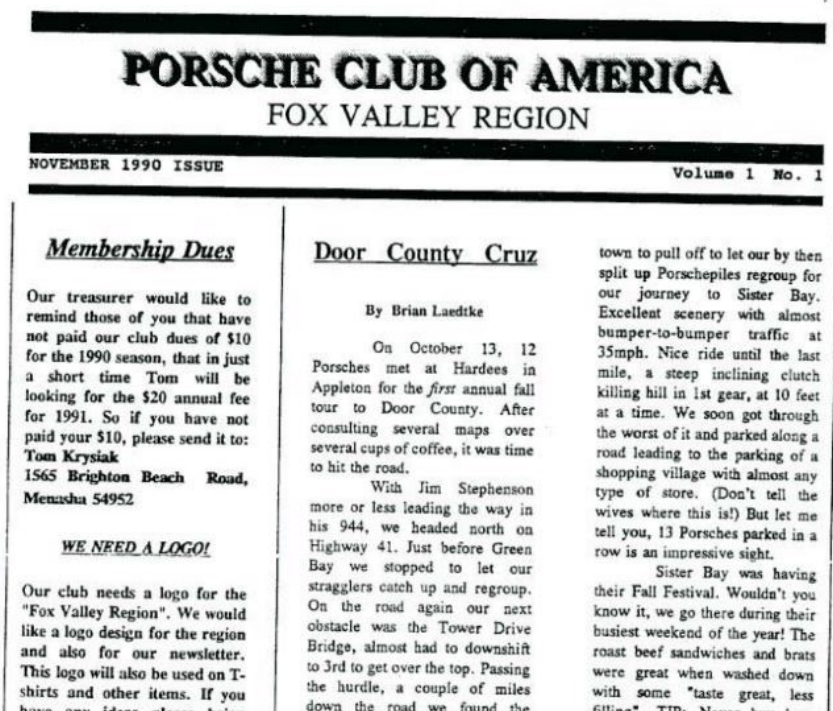 PORSCHE CLUB OF AMERICA
FOX VALLEY REGION
NOVEMBER 1990 ISSUE
Volume 1 No. 1
Membership Dues
Our treasurer would like to
remind those of you that have
not paid our club dues of $10
for the 1990 season, that in just
a short time Tom will be
looking for the $20 annual fee
for 1991. So if you have not
paid your $10, please send it to:
Tom Krysiak
1565 Brighton Beach Road,
Menasha 54952
WE NEED A LOGO!
Our club needs a logo for the
"Fox Valley Region". We would
like a logo design for the region
and also for our newsletter.
This logo will also be used on T-
shirts and other items. If you
have any ideas please
Door County Cruz
By Brian Laedtke
On October 13, 12
Porsches met at Hardees in
Appleton for the first annual fall
tour to Door County. After
consulting several maps over
several cups of coffee, it was time
to hit the road.
With Jim Stephenson
more or less leading the way in
his 944, we headed north on
Highway 41. Just before Green
Bay we stopped to let our
stragglers catch up and regroup.
On the road again our next
obstacle was the Tower Drive
Bridge, almost had to downshift
to 3rd to get over the top. Passing
the hurdle, a couple of miles
down the road we found the
town to pull off to let our by then
split up Porschepiles regroup for
our journey to Sister Bay.
Excellent scenery with almost
bumper-to-bumper traffic at
35mph. Nice ride until the last
mile, a steep inclining clutch
killing hill in 1st gear, at 10 feet
at a time. We soon got through
the worst of it and parked along a
road leading to the parking of a
shopping village with almost any
type of store. (Don't tell the
wives where this is!) But let me
tell you, 13 Porsches parked in a
row is an impressive sight.
Sister Bay was having
their Fall Festival. Wouldn't you
know it, we go there during their
busiest weekend of the year! The
roast beef sandwiches and brats
were great when washed down
with some "taste great, less
filling".